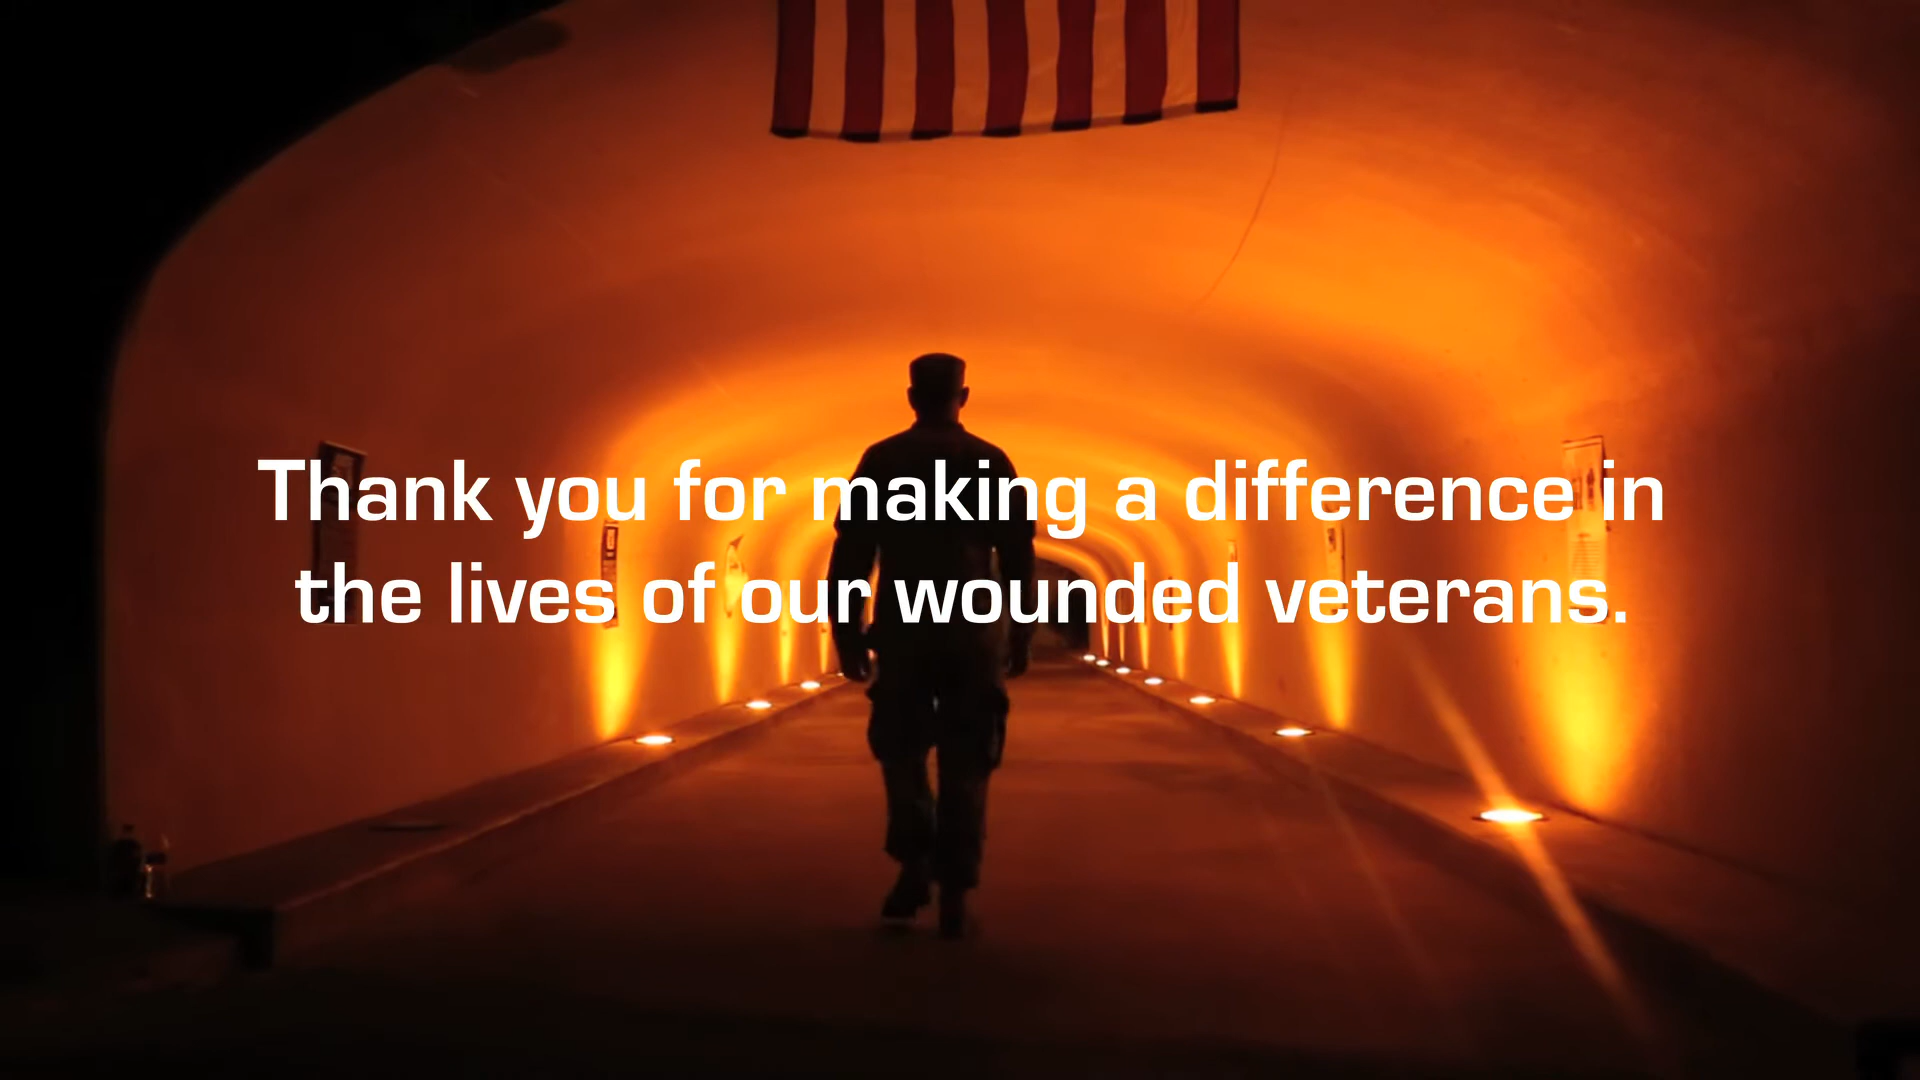 Thank you for making a difference in
the lives of our wounded veterans.